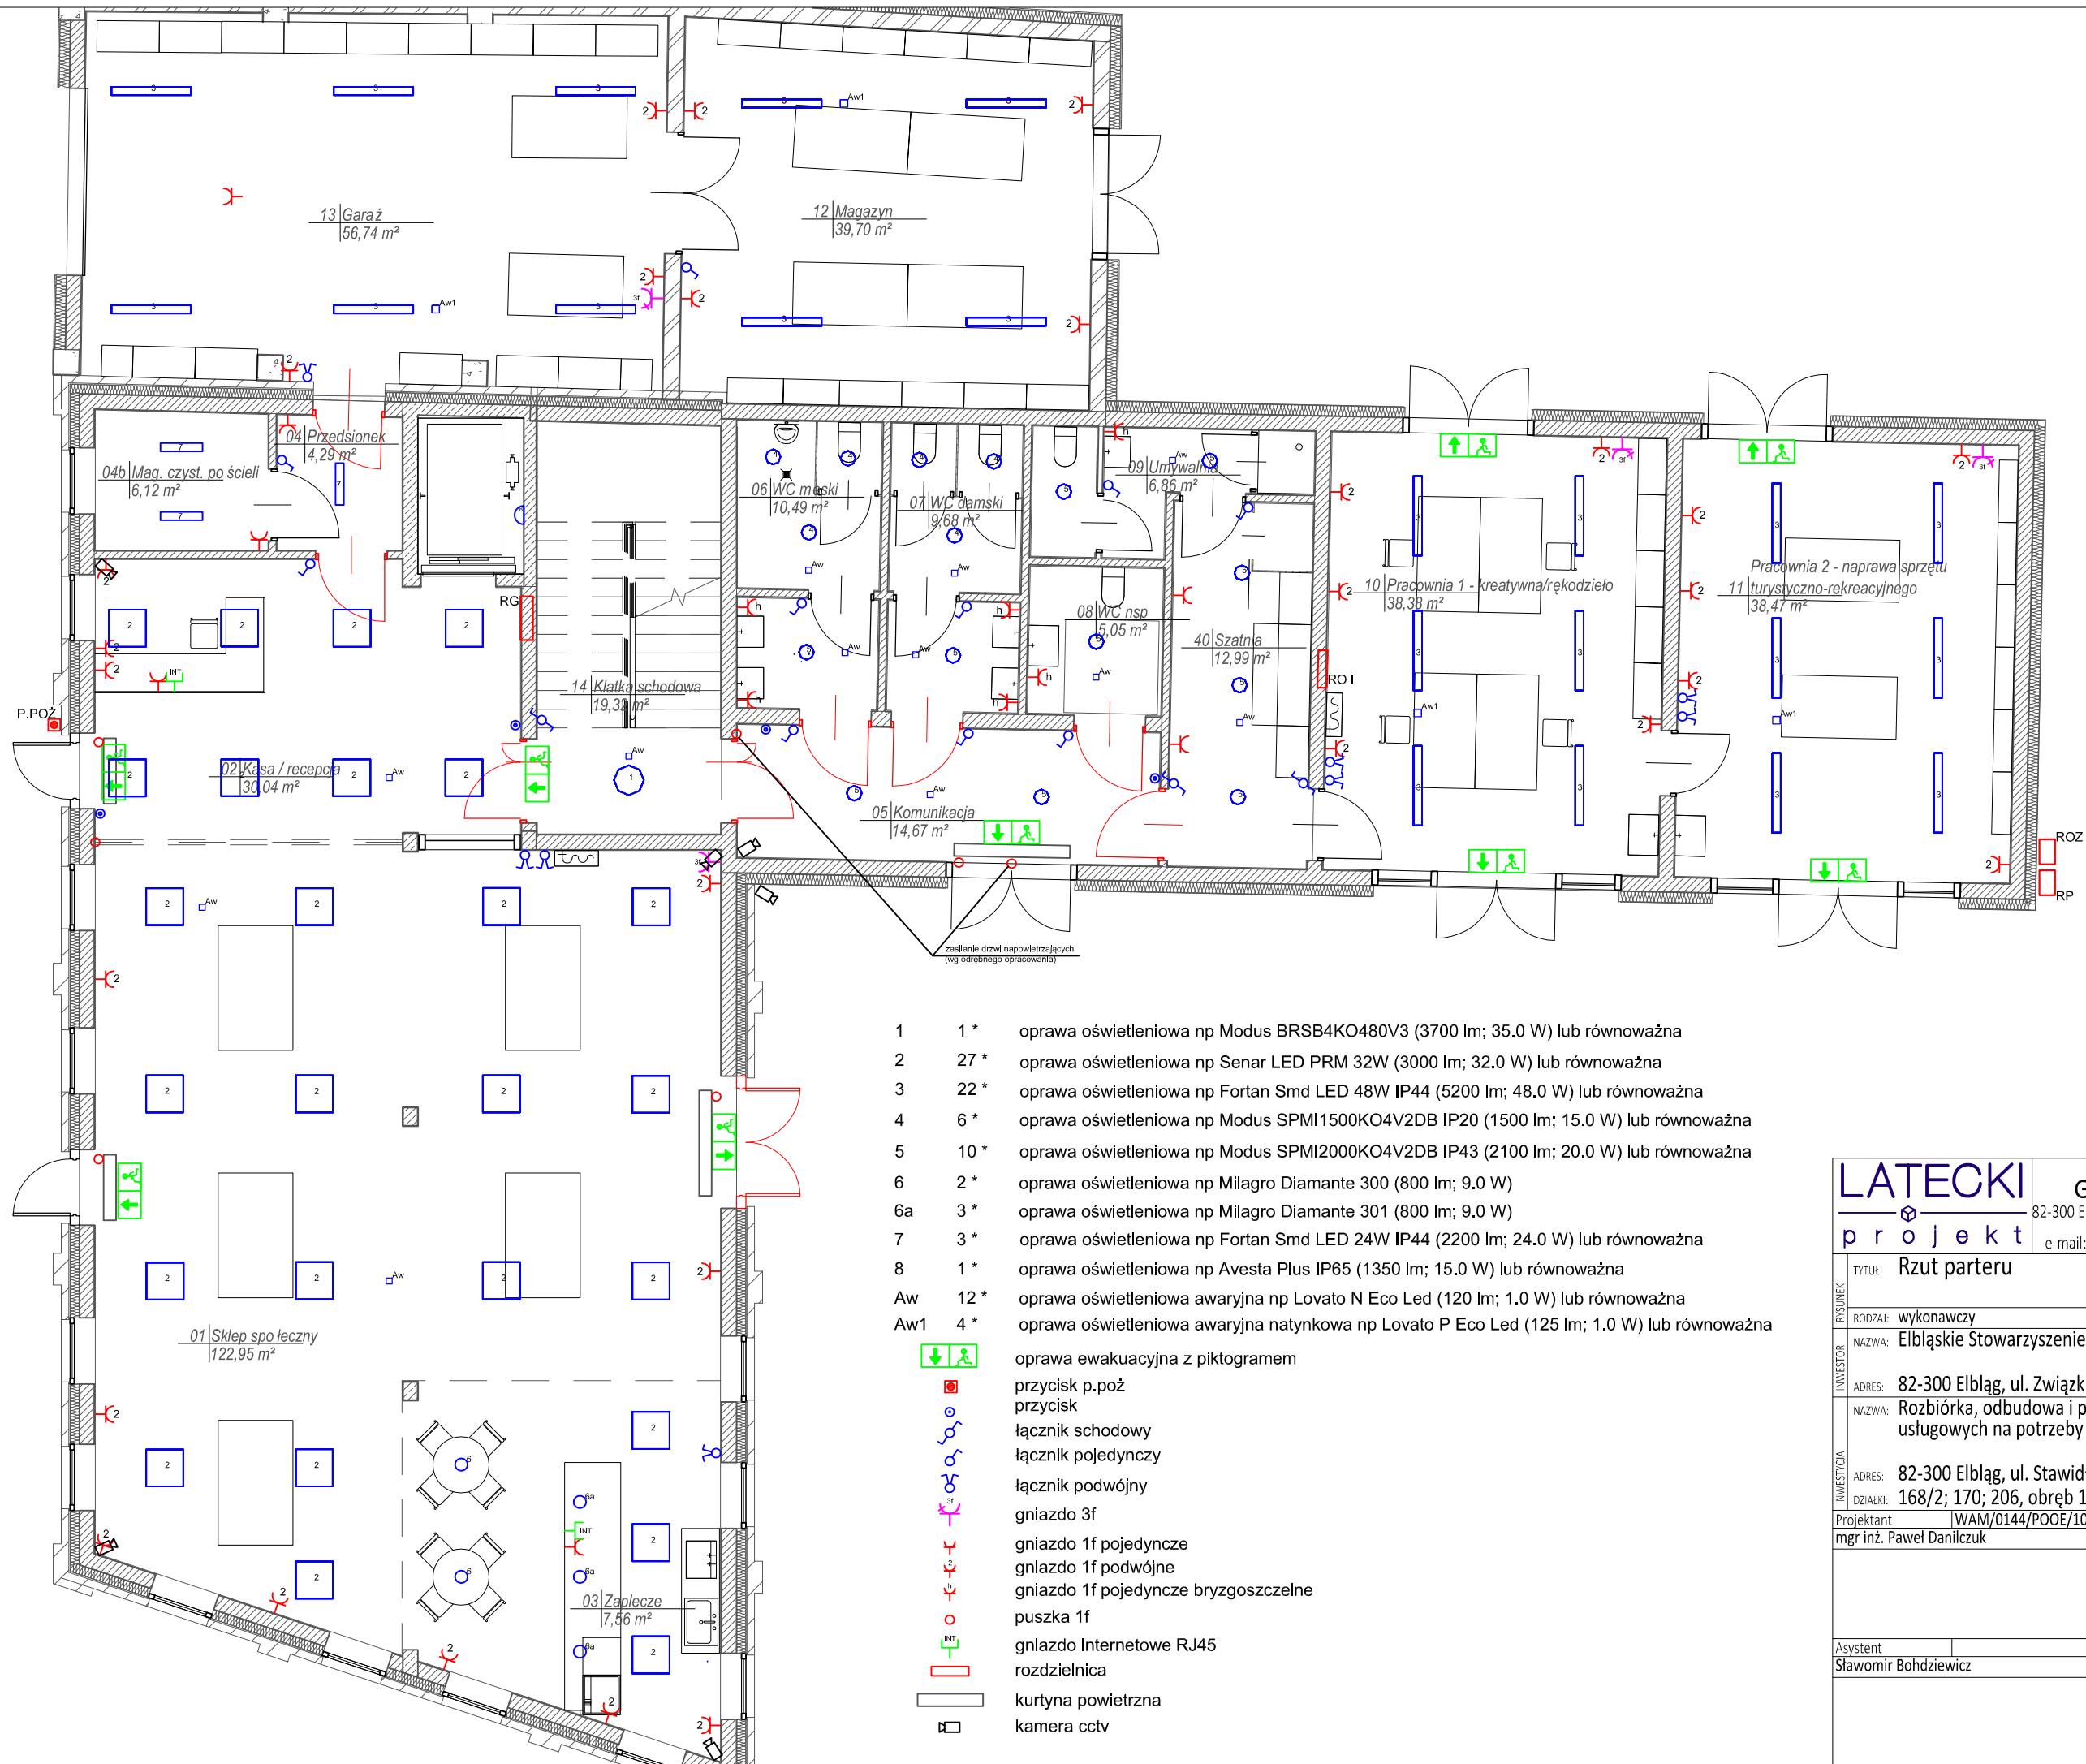 13 Garaż
56,74 m²
12 Magazyn
39,70 m²
04 Przedsionek
4,29 m²
04b Mag. czyst. po ścieli
6,12 m²
06 WC męski
10,49 m²
07 WC damski
9,68 m²
09 Umywalnia
6,86 m²
08 WC nsp
5,05 m²
40 Szatnia
12,99 m²
10 Pracownia 1 - kreatywna/rękodzieło
38,38 m²
Pracownia 2 - naprawa sprzętu
11 turystyczno-rekreacyjnego
38,47 m²
14 Klatka schodowa
19,32 m²
RG
RO I
P.POŻ
02 Kasa / recepcja
30,04 m²
05 Komunikacja
14,67 m²
ROZ
RP
zasilanie drzwi napowietrzających
(wg odrębnego opracowania)
01 Sklep społeczny
122,95 m²
03 Zaplecze
7,56 m²
1 1 * oprawa oświetleniowa np Modus BRSB4KO480V3 (3700 lm; 35.0 W) lub równoważna
2 27 * oprawa oświetleniowa np Senar LED PRM 32W (3000 lm; 32.0 W) lub równoważna
3 22 * oprawa oświetleniowa np Fortan Smd LED 48W IP44 (5200 lm; 48.0 W) lub równoważna
4 6 * oprawa oświetleniowa np Modus SPMI1500KO4V2DB IP20 (1500 lm; 15.0 W) lub równoważna
5 10 * oprawa oświetleniowa np Modus SPMI2000KO4V2DB IP43 (2100 lm; 20.0 W) lub równoważna
6 2 * oprawa oświetleniowa np Milagro Diamante 300 (800 lm; 9.0 W)
6a 3 * oprawa oświetleniowa np Milagro Diamante 301 (800 lm; 9.0 W)
7 3 * oprawa oświetleniowa np Fortan Smd LED 24W IP44 (2200 lm; 24.0 W) lub równoważna
8 1 * oprawa oświetleniowa np Avesta Plus IP65 (1350 lm; 15.0 W) lub równoważna
Aw 12 * oprawa oświetleniowa awaryjna np Lovato N Eco Led (120 lm; 1.0 W) lub równoważna
Aw1 4 * oprawa oświetleniowa awaryjna natynkowa np Lovato P Eco Led (125 lm; 1.0 W) lub równoważna
oprawa ewakuacyjna z piktogramem
przycisk p.poż
przycisk
łącznik schodowy
łącznik pojedynczy
łącznik podwójny
3f gniazdo 3f
gniazdo 1f pojedyncze
2 gniazdo 1f podwójne
h gniazdo 1f pojedyncze bryzgoszczelne
puszka 1f
INT gniazdo internetowe RJ45
rozdzielnica
kurtyna powietrzna
kamera cctv
LATECKI
projekt
82-300 E
e-mail:
RYSUNEK
TYTUŁ: Rzut parteru
RODZAJ: wykonawczy
INWESTOR
NAZWA: Elbląskie Stowarzyszenie
ADRES: 82-300 Elbląg, ul. Związk
INWESTYCJA
NAZWA: Rozbiórka, odbudowa i p
usługowych na potrzeby
ADRES: 82-300 Elbląg, ul. Stawid
DZIAŁKI: 168/2; 170; 206, obręb 1
Projektant WAM/0144/POOE/10
mgr inż. Paweł Danilczuk
Asystent
Sławomir Bohdziewicz